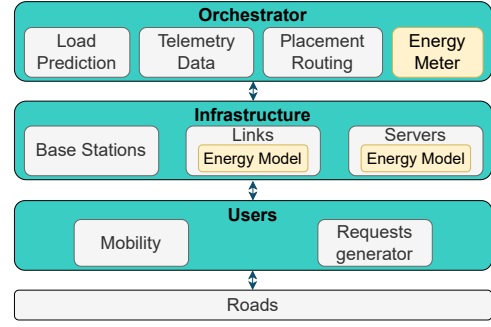 Orchestrator
Load
Prediction
Telemetry
Data
Placement
Routing
Energy
Meter
Infrastructure
Base Stations
Links
Energy Model
Servers
Energy Model
Users
Mobility
Requests
generator
Roads